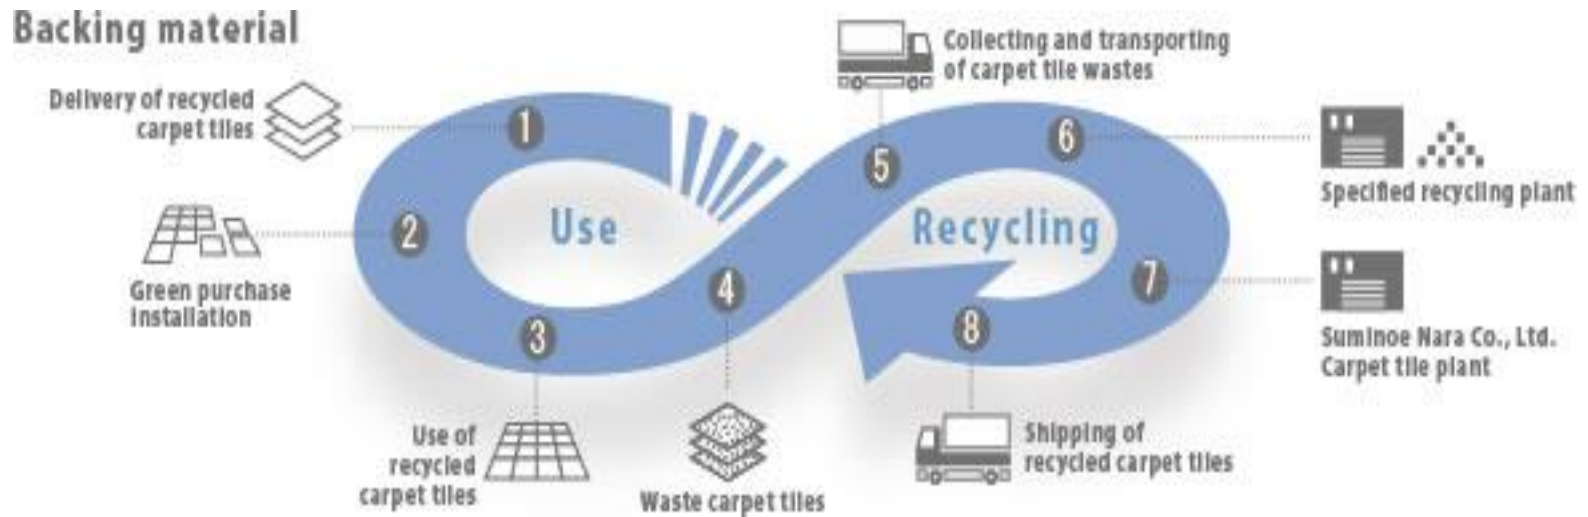 Backing material
Delivery of recycled
carpet tiles
1
2
Green purchase
installation
3
Use of
recycled
carpet tiles
Use
4
Waste carpet tiles
Collecting and transporting
of carpet tile wastes
5
Recycling
6
Specified recycling plant
7
Suminoe Nara Co., Ltd.
Carpet tile plant
8
Shipping of
recycled carpet tiles